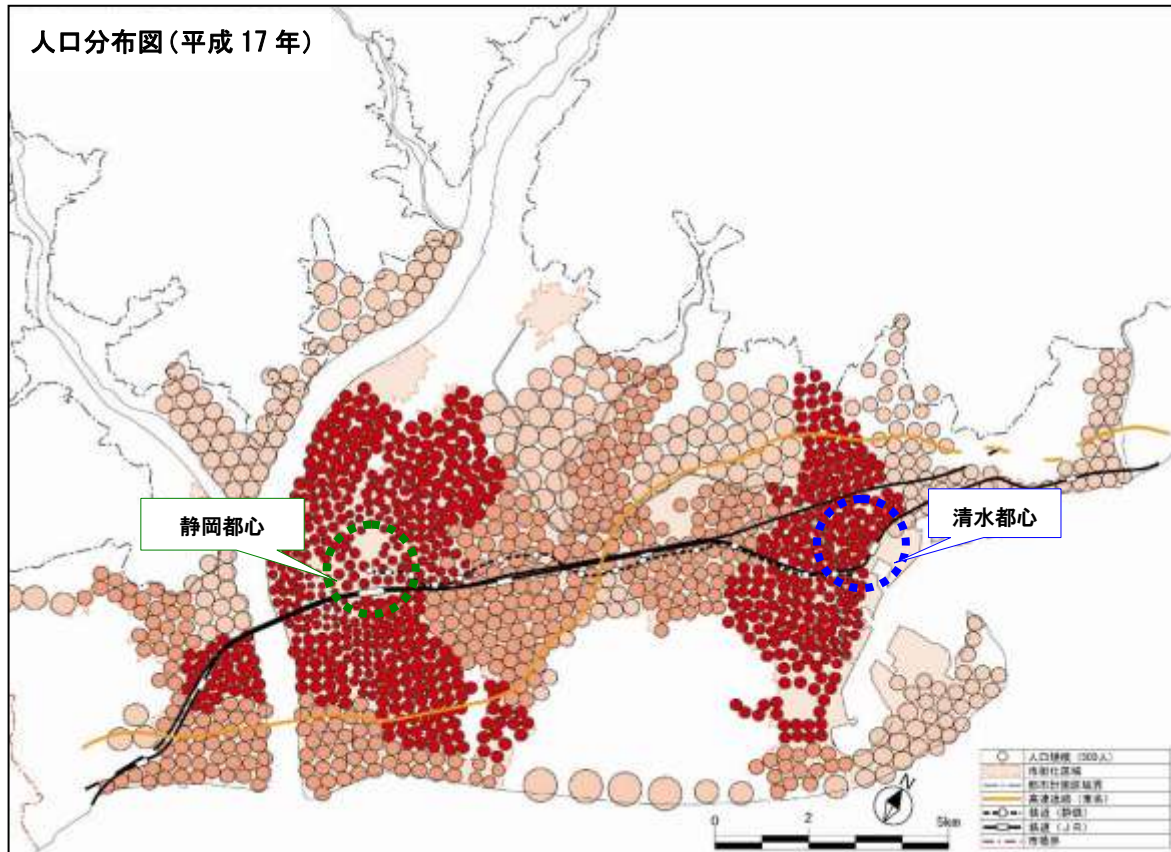 人口分布図(平成 17 年)
静岡都心
清水都心
N
0 2 5km
人口規模 (300人)
市街化区域
都市計画区域界
高速道路 (東名)
鉄道 (静鉄)
鉄道 (JR)